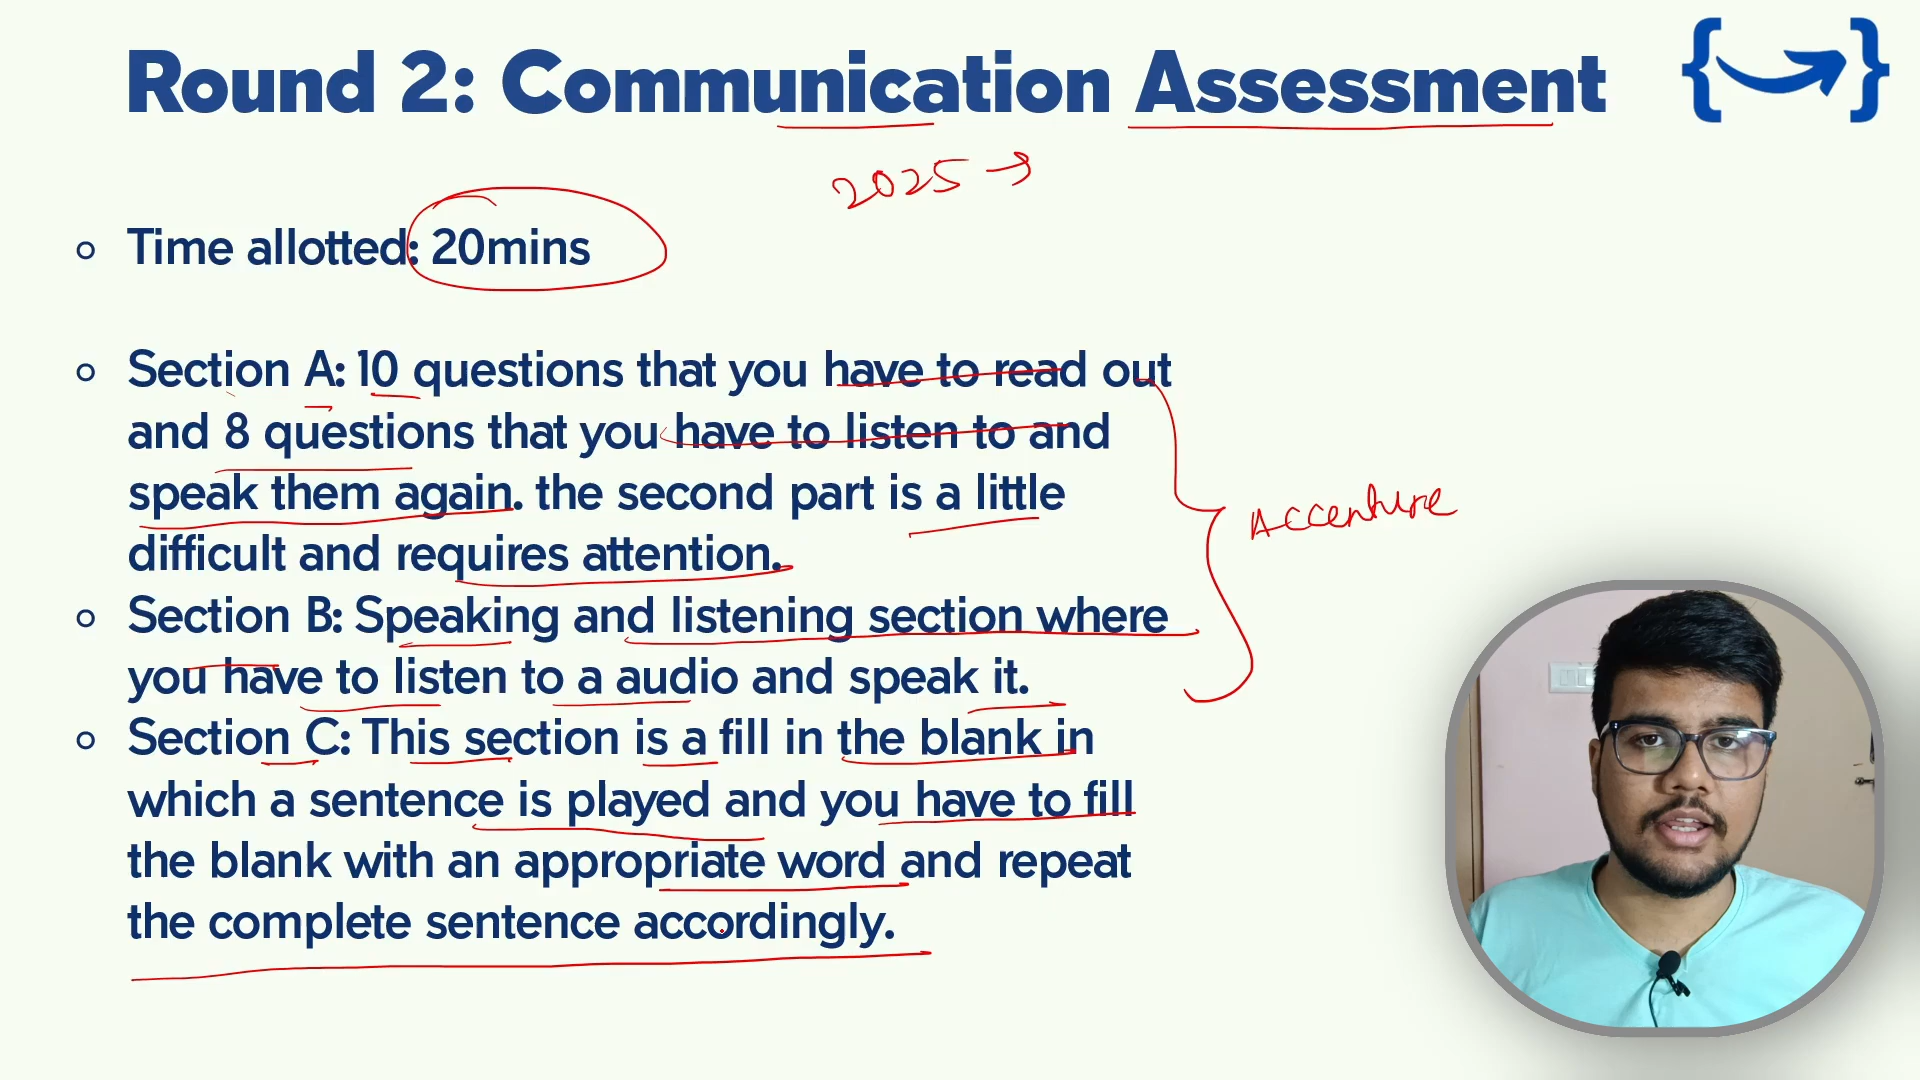 Round 2: Communication Assessment
2025 →
Time allotted: 20mins
Section A: 10 questions that you have to read out
and 8 questions that you have to listen to and
speak them again. the second part is a little
difficult and requires attention.
Accenture
Section B: Speaking and listening section where
you have to listen to a audio and speak it.
Section C: This section is a fill in the blank in
which a sentence is played and you have to fill
the blank with an appropriate word and repeat
the complete sentence accordingly.